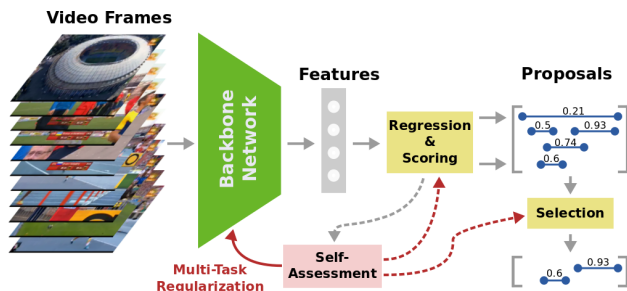 Video Frames
Backbone
Network
Features
Regression
&
Scoring
Proposals
0.21
0.5
0.93
0.74
0.6
Selection
Self-
Assessment
Multi-Task
Regularization
0.93
0.6